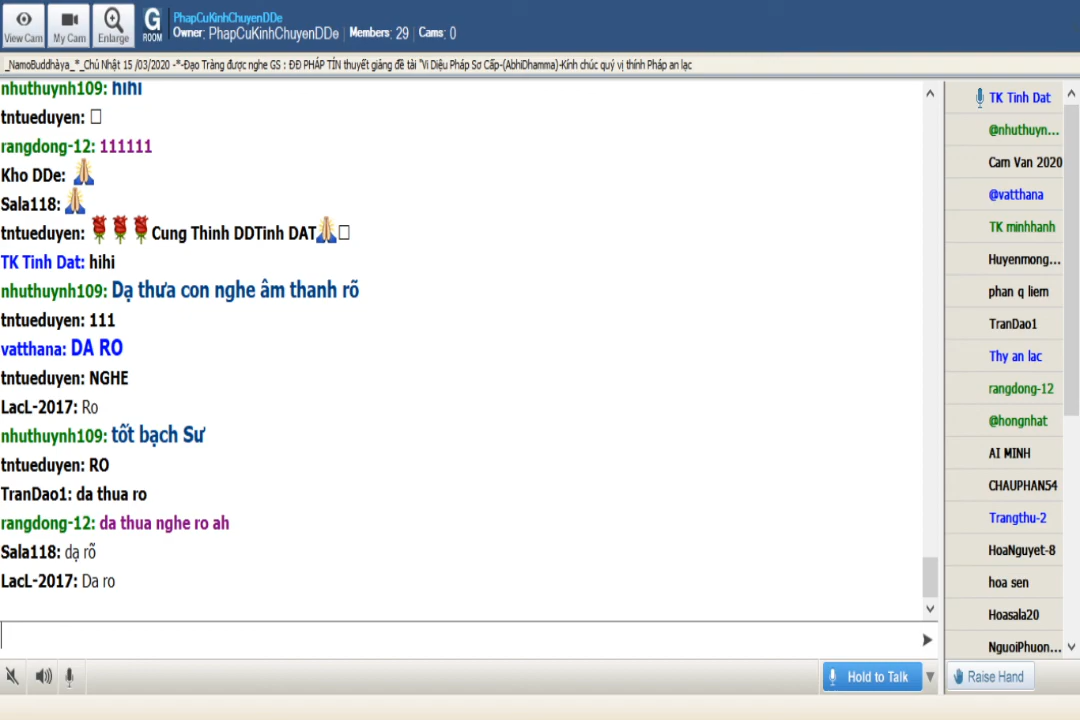 View Cam
My Cam
Enlarge
G
ROOM
PhapCuKinhChuyenDDe
Owner: PhapCuKinhChuyenDDe | Members: 29 | Cams: 0
_NamoBuddhàya_*_Chủ Nhật 15 /03/2020 -*-Đạo Tràng được nghe GS : ĐĐ PHÁP TÍN thuyết giảng đề tài "Vi Diệu Pháp Sơ Cấp-(AbhiDhamma)-Kính chúc quý vị thính Pháp an lạc
nhuthuynh109: hihi
tntueduyen:
rangdong-12: 111111
Kho DDe: 🙏
Sala118: 🙏
tntueduyen: 🌹🌹🌹Cung Thinh DDTinh DAT🙏
TK Tinh Dat: hihi
nhuthuynh109: Dạ thưa con nghe âm thanh rõ
tntueduyen: 111
vatthana: DA RO
tntueduyen: NGHE
LacL-2017: Ro
nhuthuynh109: tốt bạch Sư
tntueduyen: RO
TranDao1: da thua ro
rangdong-12: da thua nghe ro ah
Sala118: dạ rõ
LacL-2017: Da ro
TK Tinh Dat
@nhuthuyn...
Cam Van 2020
@vatthana
TK minhhanh
Huyenmong...
phan q liem
TranDao1
Thy an lac
rangdong-12
@hongnhat
AI MINH
CHAUPHAN54
Trangthu-2
HoaNguyet-8
hoa sen
Hoasala20
NguoiPhuon...
Hold to Talk
Raise Hand